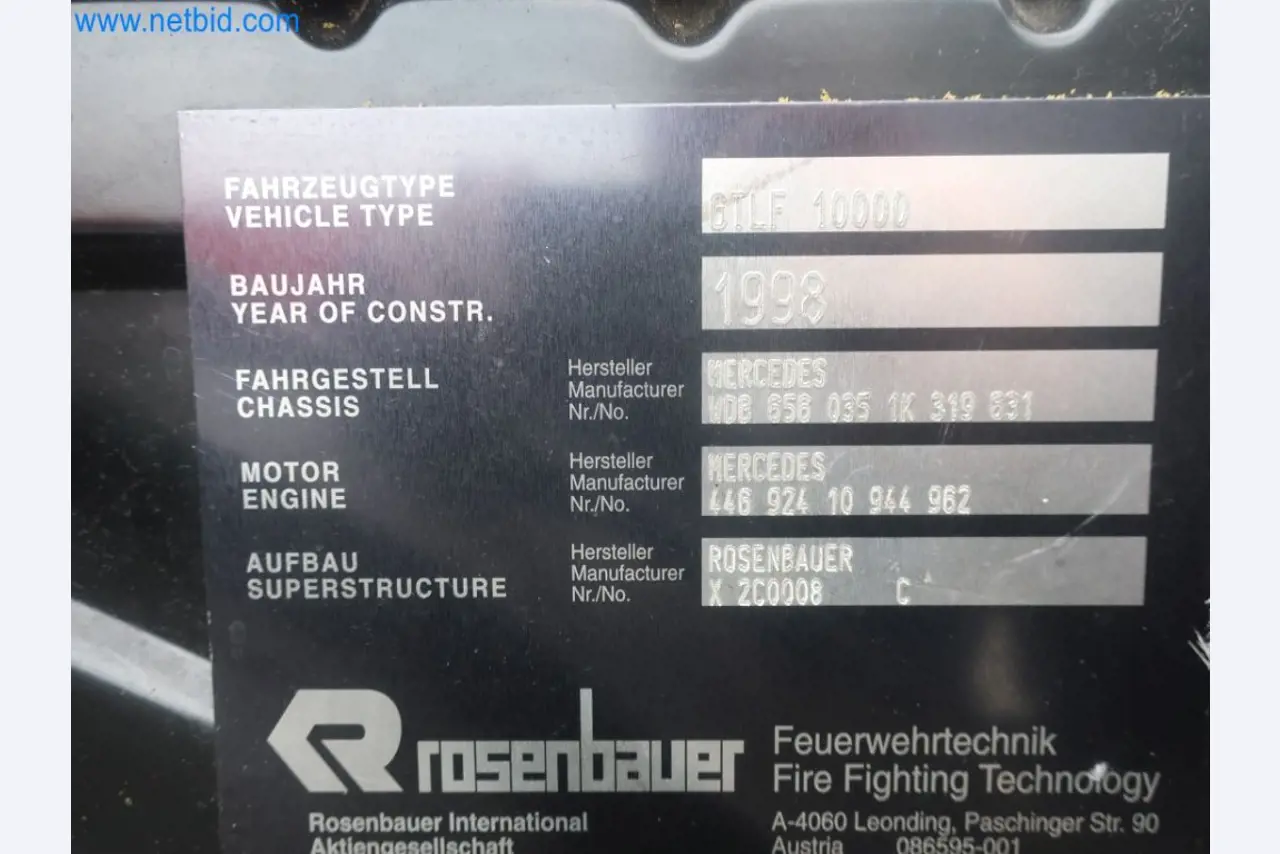 www.netbid.com
FAHRZEUGTYPE
VEHICLE TYPE
GTLF 10000
BAUJAHR
YEAR OF CONSTR.
1998
FAHRGESTELL
CHASSIS
Hersteller
Manufacturer
Nr./No.
MERCEDES
WDB 656 035 1K 319 631
MOTOR
ENGINE
Hersteller
Manufacturer
Nr./No.
MERCEDES
446 924 10 944 962
AUFBAU
SUPERSTRUCTURE
Hersteller
Manufacturer
Nr./No.
ROSENBAUER
X 2C0008 C
R rosenbauer
Feuerwehrtechnik
Fire Fighting Technology
Rosenbauer International
Aktiengesellschaft
A-4060 Leonding, Paschinger Str. 90
Austria 086595-001